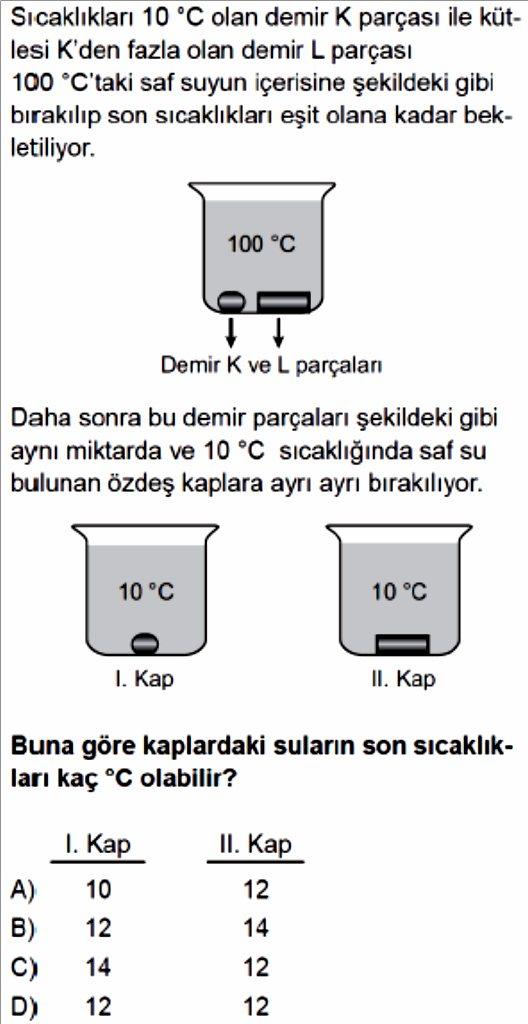 Sıcaklıkları 10 °C olan demir K parçası ile küt-
lesi K'den fazla olan demir L parçası
100 °C'taki saf suyun içerisine şekildeki gibi
bırakılıp son sıcaklıkları eşit olana kadar bek-
letiliyor.
100 °C
Demir K ve L parçaları
Daha sonra bu demir parçaları şekildeki gibi
aynı miktarda ve 10 °C sıcaklığında saf su
bulunan özdeş kaplara ayrı ayrı bırakılıyor.
10 °C 10 °C
I. Kap II. Kap
Buna göre kaplardaki suların son sıcaklık-
ları kaç °C olabilir?
I. Kap II. Kap
A) 10 12
B) 12 14
C) 14 12
D) 12 12